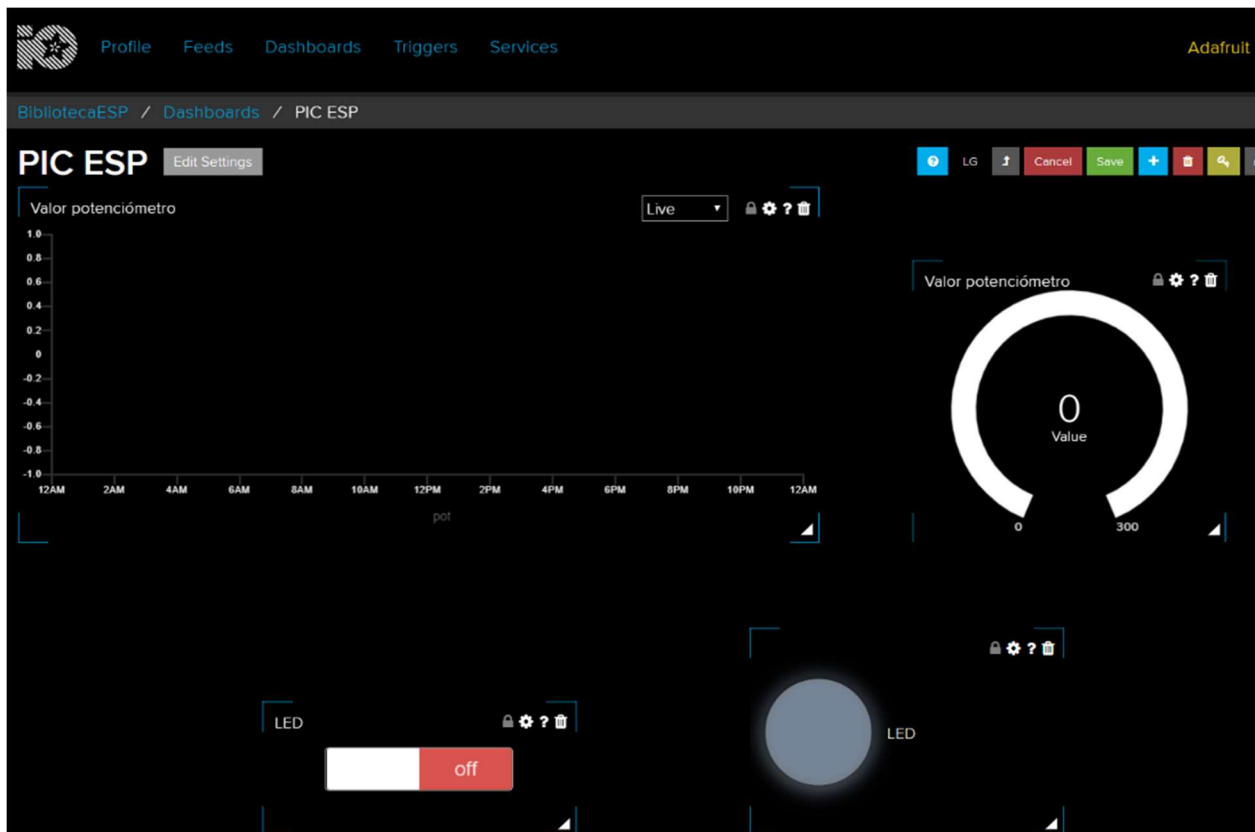 io Profile Feeds Dashboards Triggers Services Adafruit
BibliotecaESP / Dashboards / PIC ESP
PIC ESP Edit Settings LG Cancel Save
Valor potenciómetro Live ?
1.0
0.8
0.6
0.4
0.2
0
-0.2
-0.4
-0.6
-0.8
-1.0
12AM 2AM 4AM 6AM 8AM 10AM 12PM 2PM 4PM 6PM 8PM 10PM 12AM
pot
Valor potenciómetro ?
0
Value
0 300
LED ?
off
?
LED